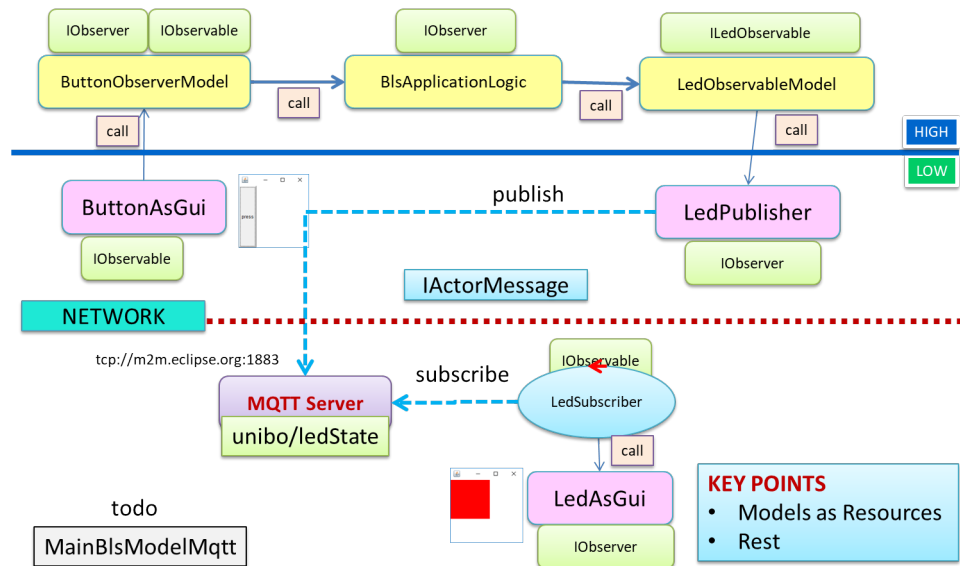 IObserver
IObservable
IObserver
ILedObservable
ButtonObserverModel
BlsApplicationLogic
LedObservableModel
call
call
call
call
HIGH
LOW
ButtonAsGui
press
publish
LedPublisher
IObservable
IObserver
IActorMessage
NETWORK
tcp://m2m.eclipse.org:1883
IObservable
subscribe
MQTT Server
LedSubscriber
unibo/ledState
call
LedAsGui
IObserver
KEY POINTS
• Models as Resources
• Rest
todo
MainBlsModelMqtt